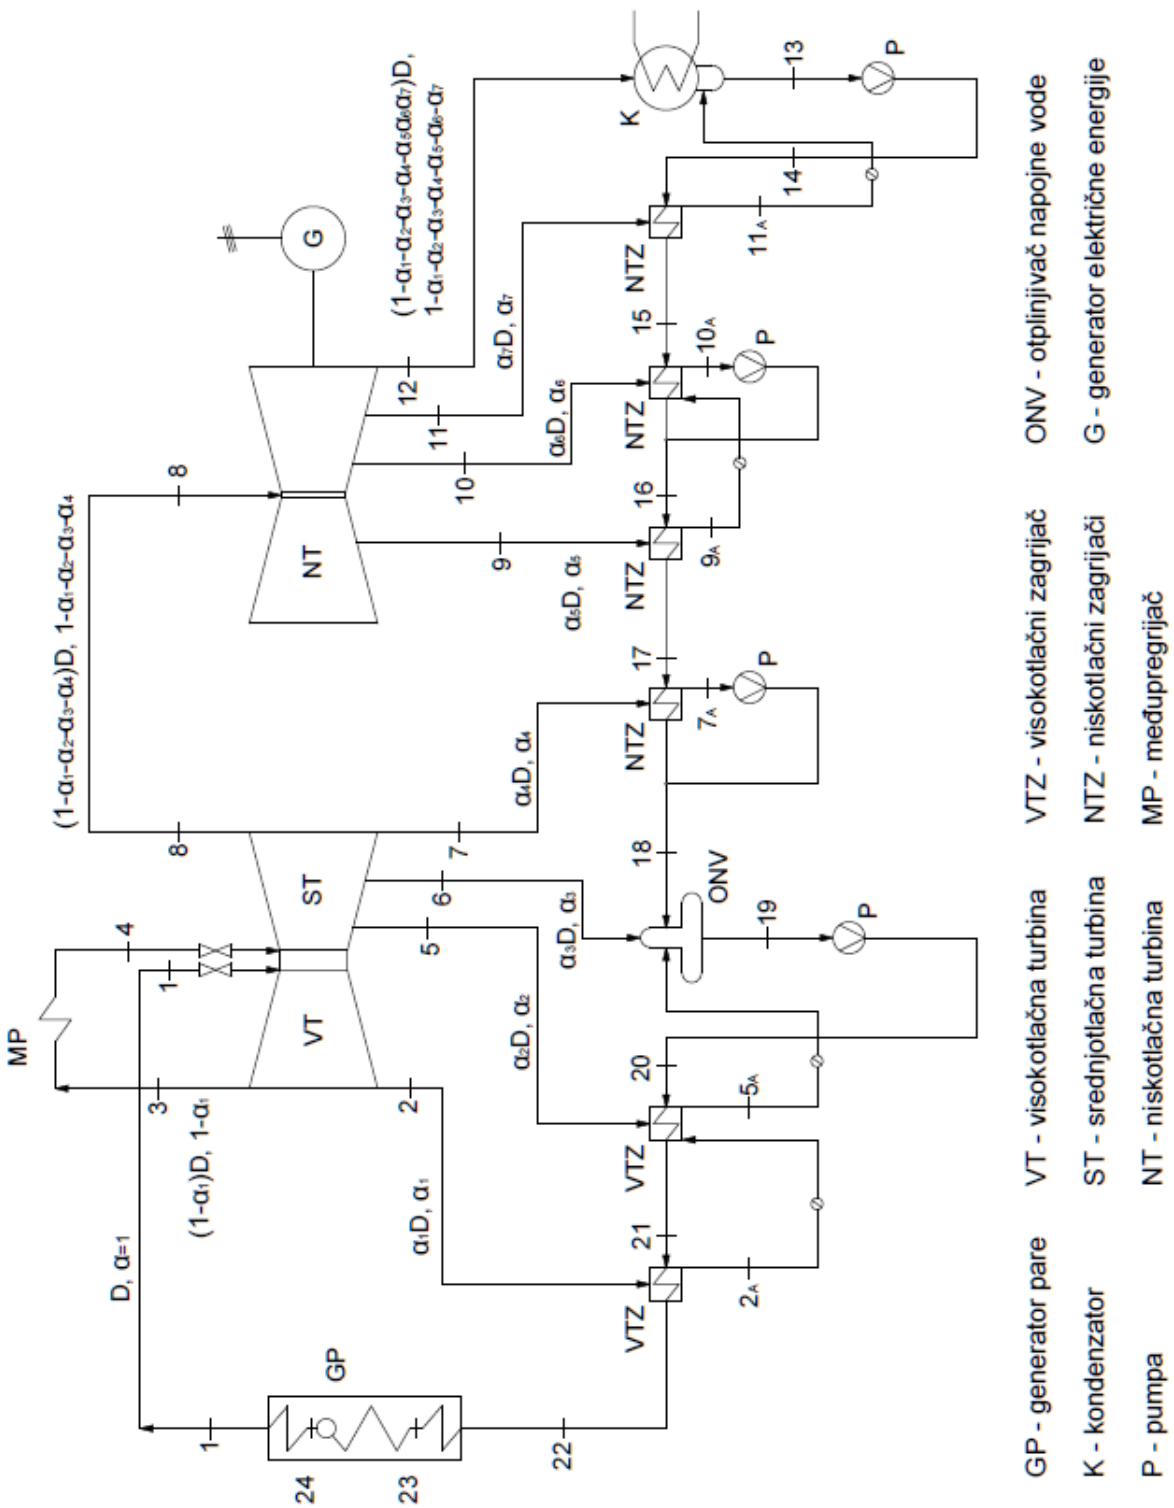 MP
D, α=1
(1-α₁)D, 1-α₁
(1-α₁-α₂-α₃-α₄)D, 1-α₁-α₂-α₃-α₄
(1-α₁-α₂-α₃-α₄-α₅α₆α₇)D,
1-α₁-α₂-α₃-α₄-α₅-α₆-α₇
1
3
1
4
8
8
VT
ST
NT
G
24
23
GP
2
5
6
7
9
10
11
12
α₁D, α₁
α₂D, α₂
α₃D, α₃
α₄D, α₄
α₅D, α₅
α₆D, α₆
α₇D, α₇
K
22
VTZ
21
VTZ
20
ONV
18
NTZ
17
NTZ
16
NTZ
15
NTZ
14
13
2A
5A
19
P
7A
P
9A
10A
P
11A
P
GP - generator pare
VT - visokotlačna turbina
VTZ - visokotlačni zagrijač
ONV - otplinjivač napojne vode
K - kondenzator
ST - srednjotlačna turbina
NTZ - niskotlačni zagrijači
G - generator električne energije
P - pumpa
NT - niskotlačna turbina
MP - međupregrijač